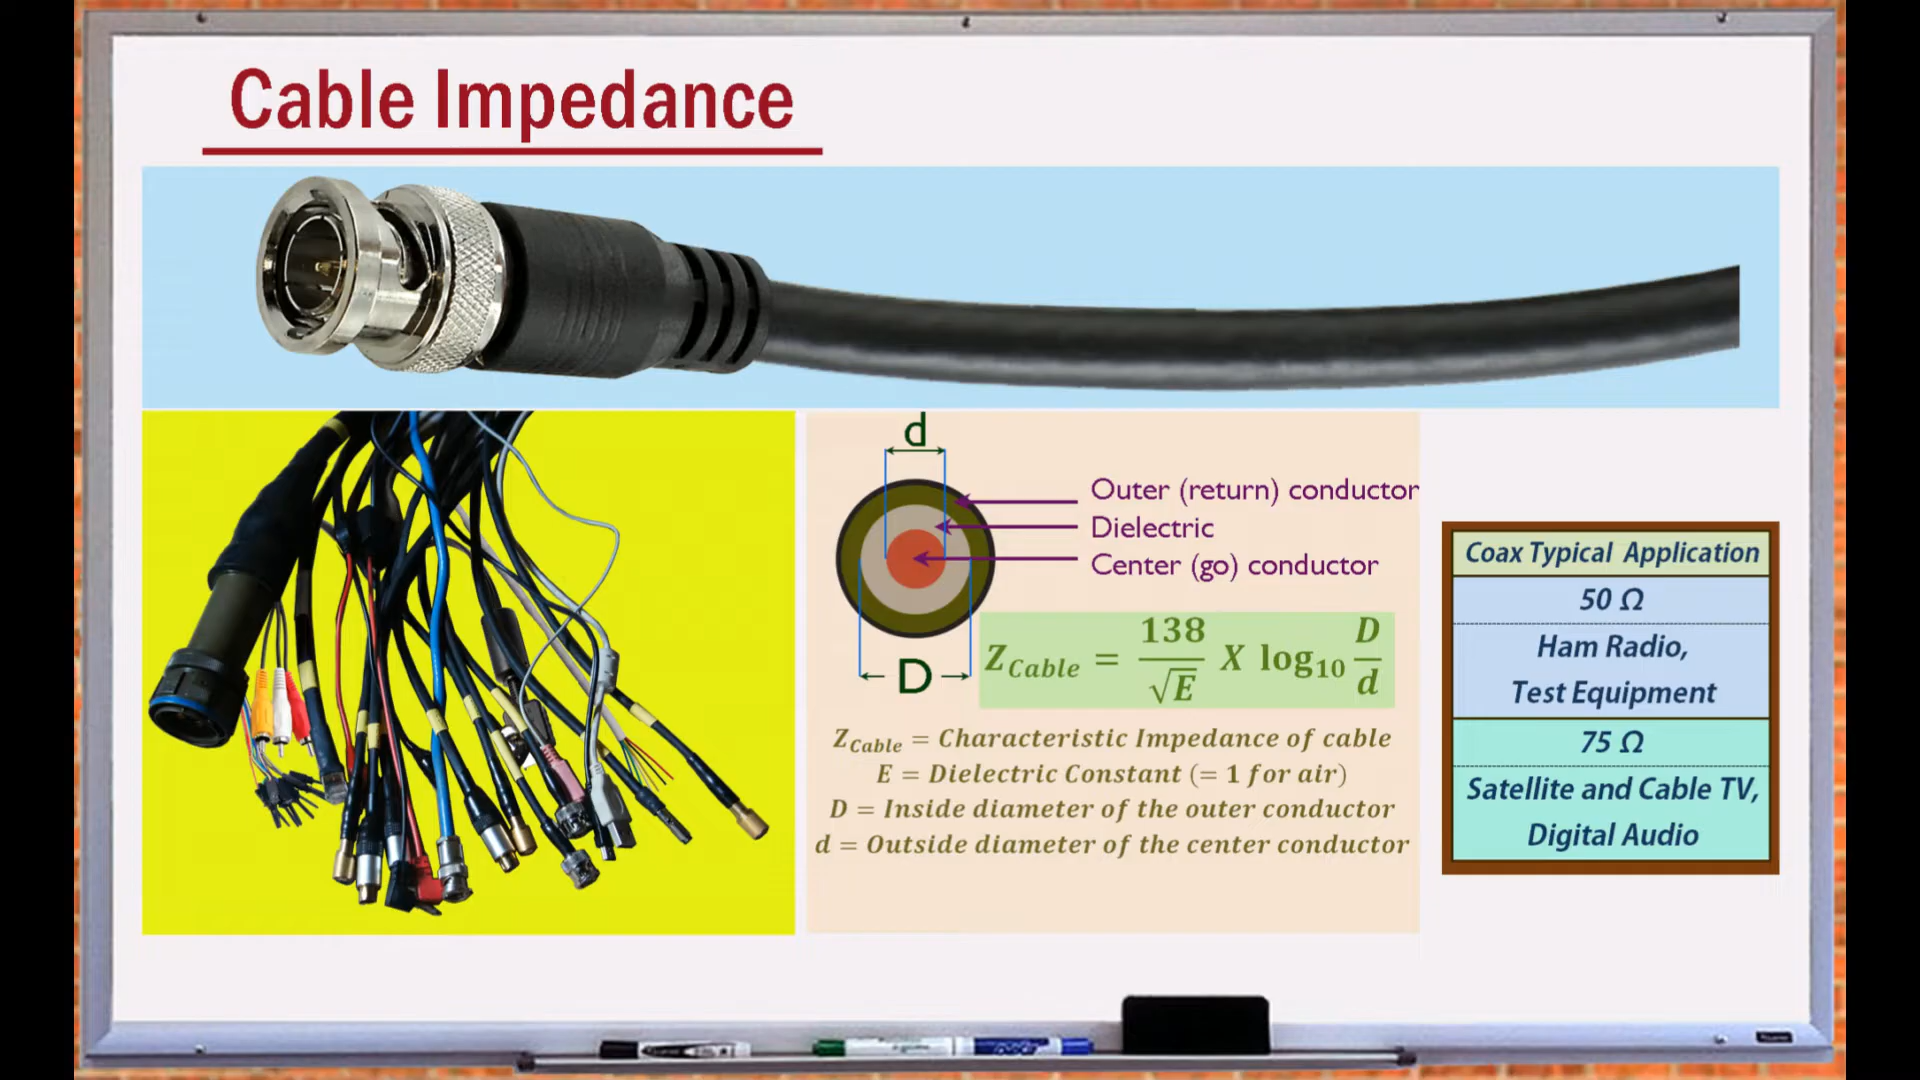 Cable Impedance
d
Outer (return) conductor
Dielectric
Center (go) conductor
D
Z_Cable = 138/√E X log₁₀ D/d
Z_Cable = Characteristic Impedance of cable
E = Dielectric Constant (= 1 for air)
D = Inside diameter of the outer conductor
d = Outside diameter of the center conductor
Coax Typical Application
50 Ω
Ham Radio,
Test Equipment
75 Ω
Satellite and Cable TV,
Digital Audio